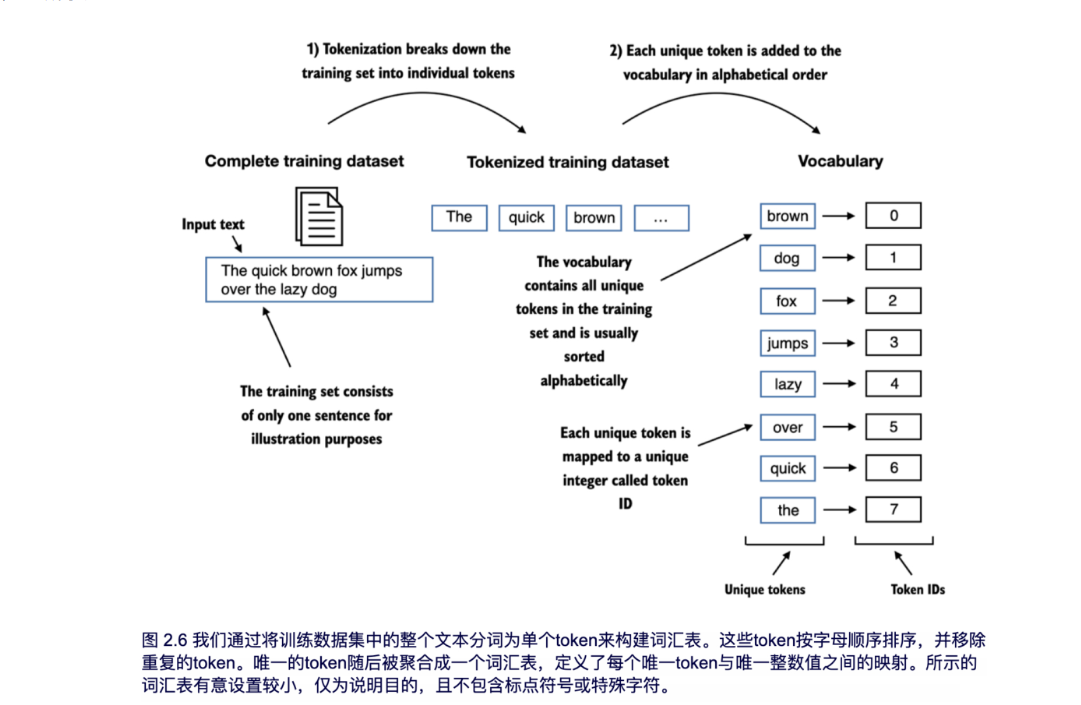 1) Tokenization breaks down the
training set into individual tokens
2) Each unique token is added to the
vocabulary in alphabetical order
Complete training dataset
Tokenized training dataset
Vocabulary
Input text
The quick brown fox jumps
over the lazy dog
The training set consists
of only one sentence for
illustration purposes
The
quick
brown
...
The vocabulary
contains all unique
tokens in the training
set and is usually
sorted
alphabetically
Each unique token is
mapped to a unique
integer called token
ID
brown 0
dog 1
fox 2
jumps 3
lazy 4
over 5
quick 6
the 7
Unique tokens
Token IDs
图 2.6 我们通过将训练数据集中的整个文本分词为单个token来构建词汇表。这些token按字母顺序排序，并移除
重复的token。唯一的token随后被聚合成一个词汇表，定义了每个唯一token与唯一整数值之间的映射。所示的
词汇表有意设置较小，仅为说明目的，且不包含标点符号或特殊字符。